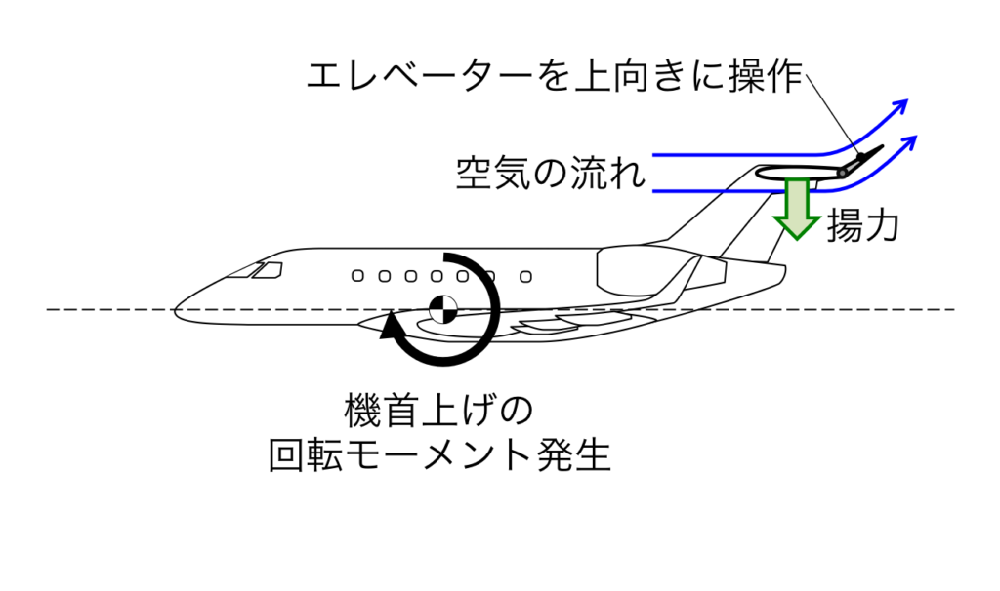 エレベーターを上向きに操作
空気の流れ
揚力
機首上げの
回転モーメント発生